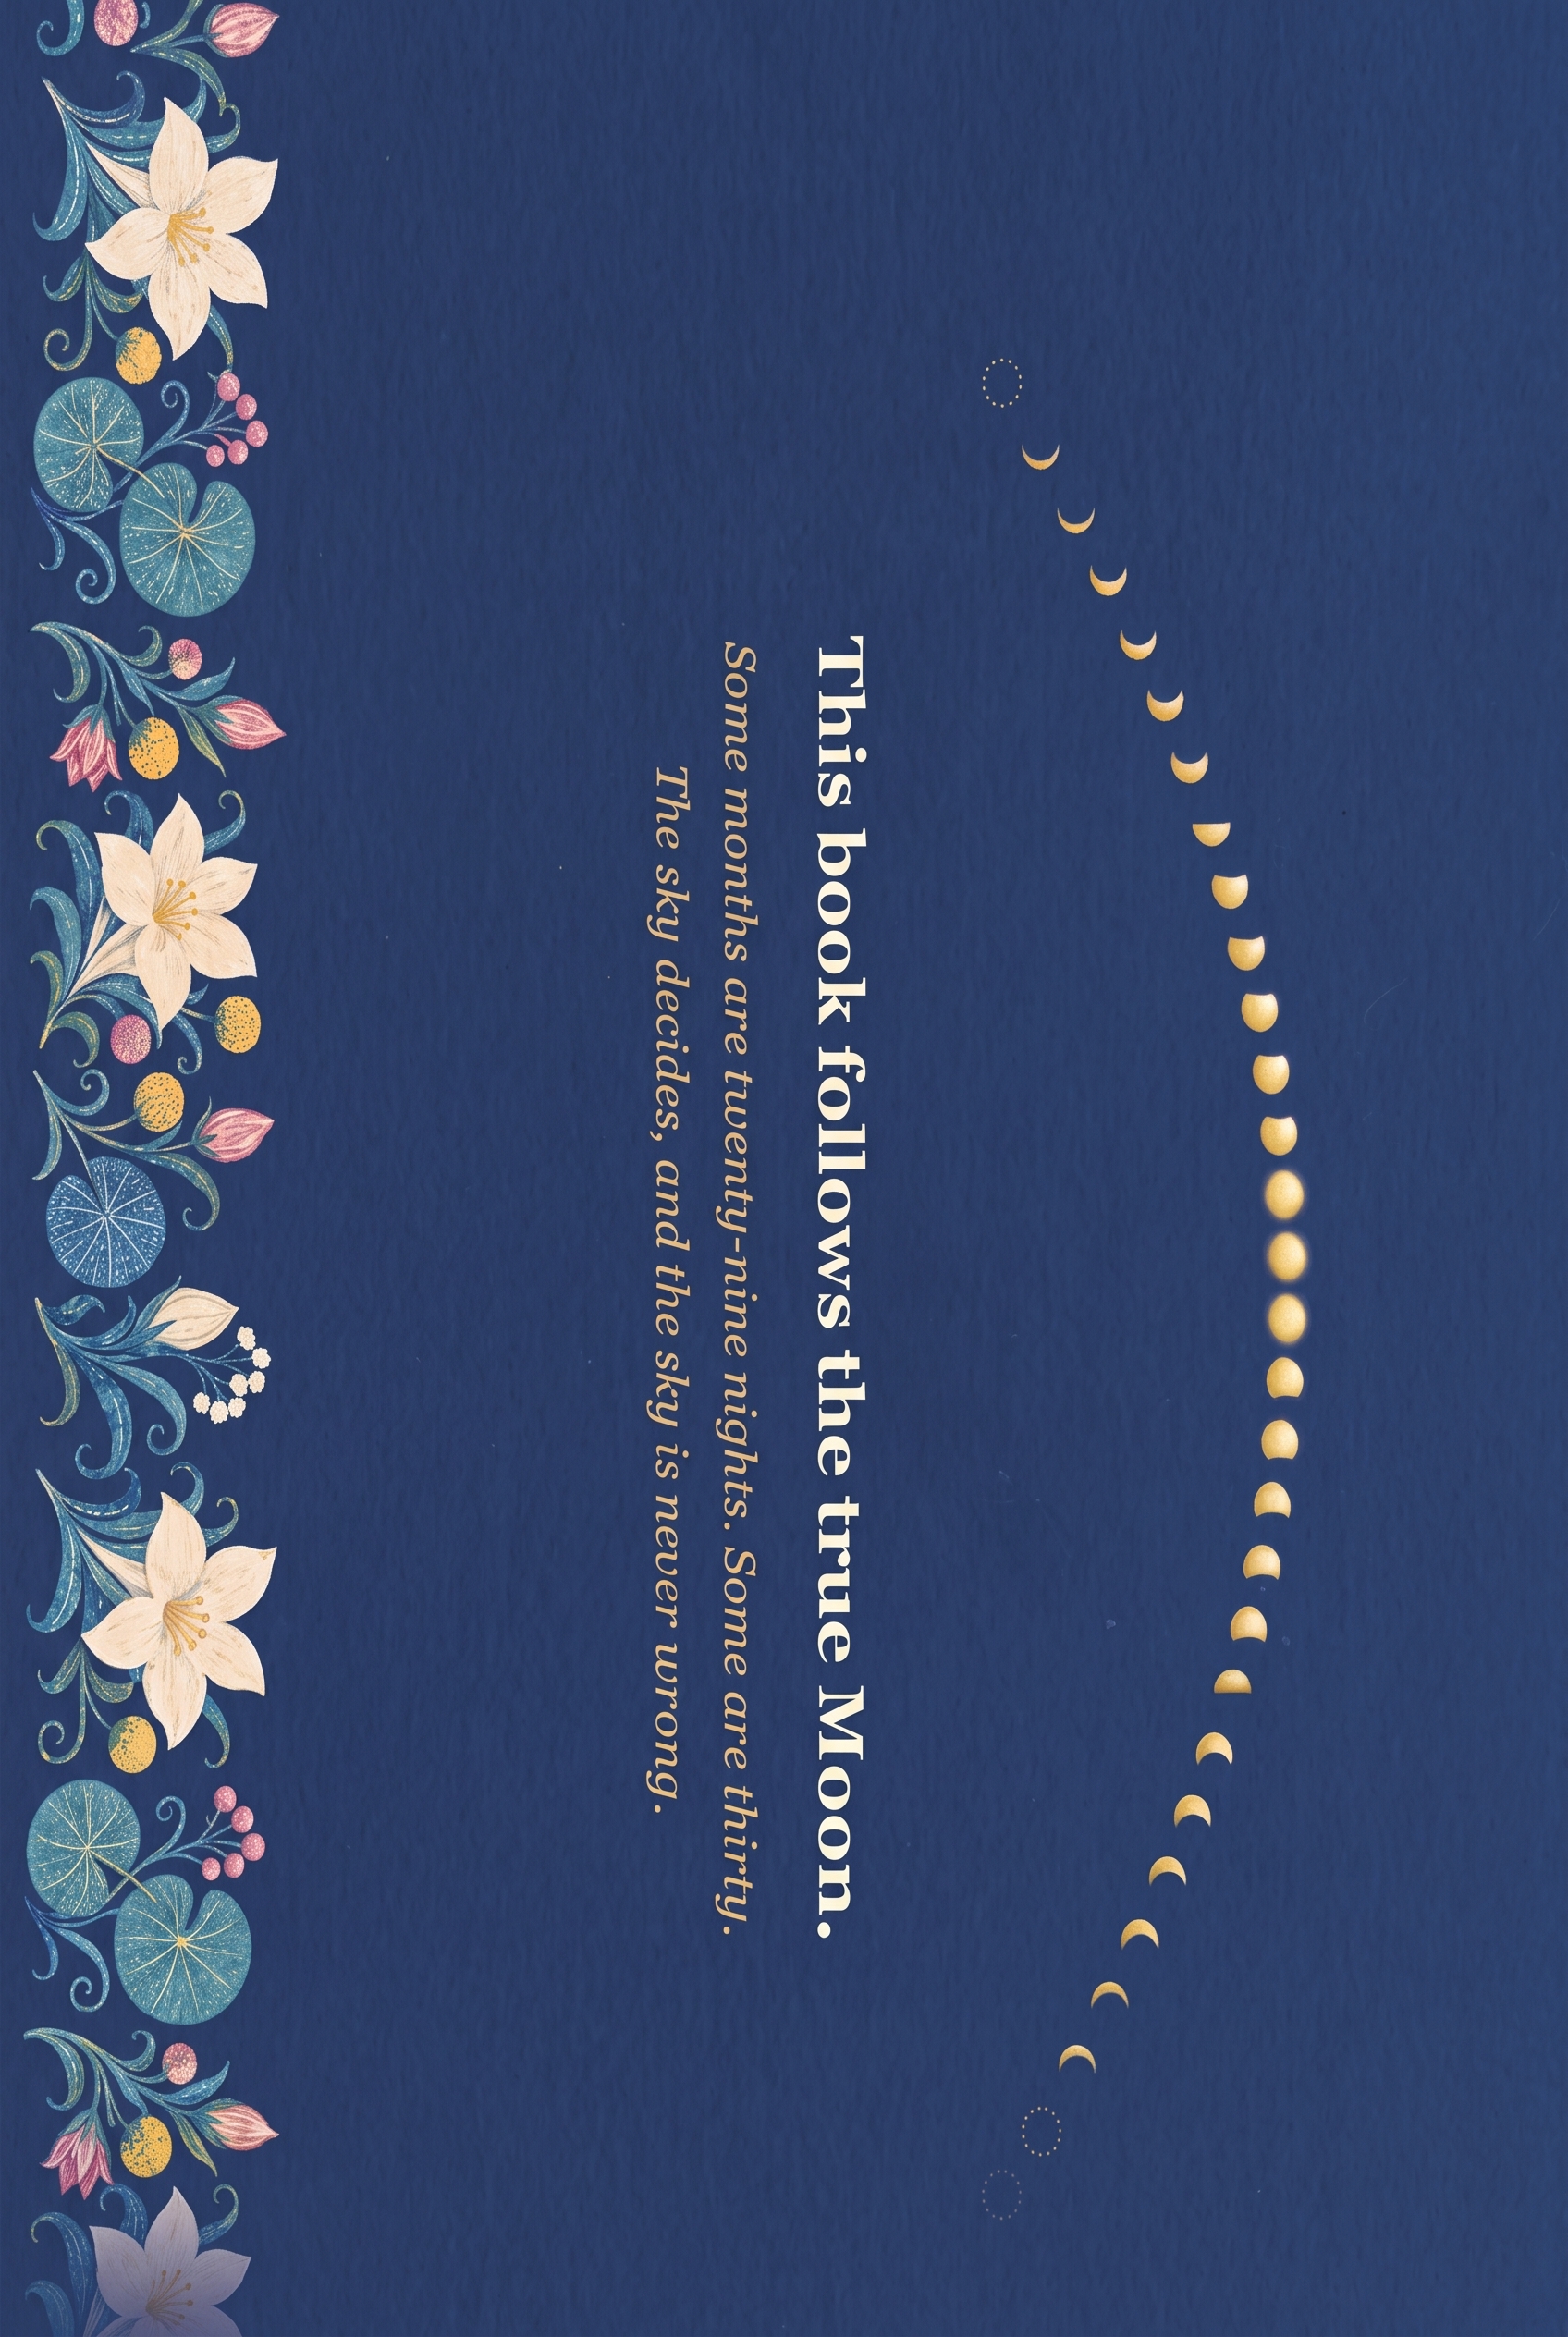 This book follows the true Moon.
Some months are twenty-nine nights. Some are thirty.
The sky decides, and the sky is never wrong.